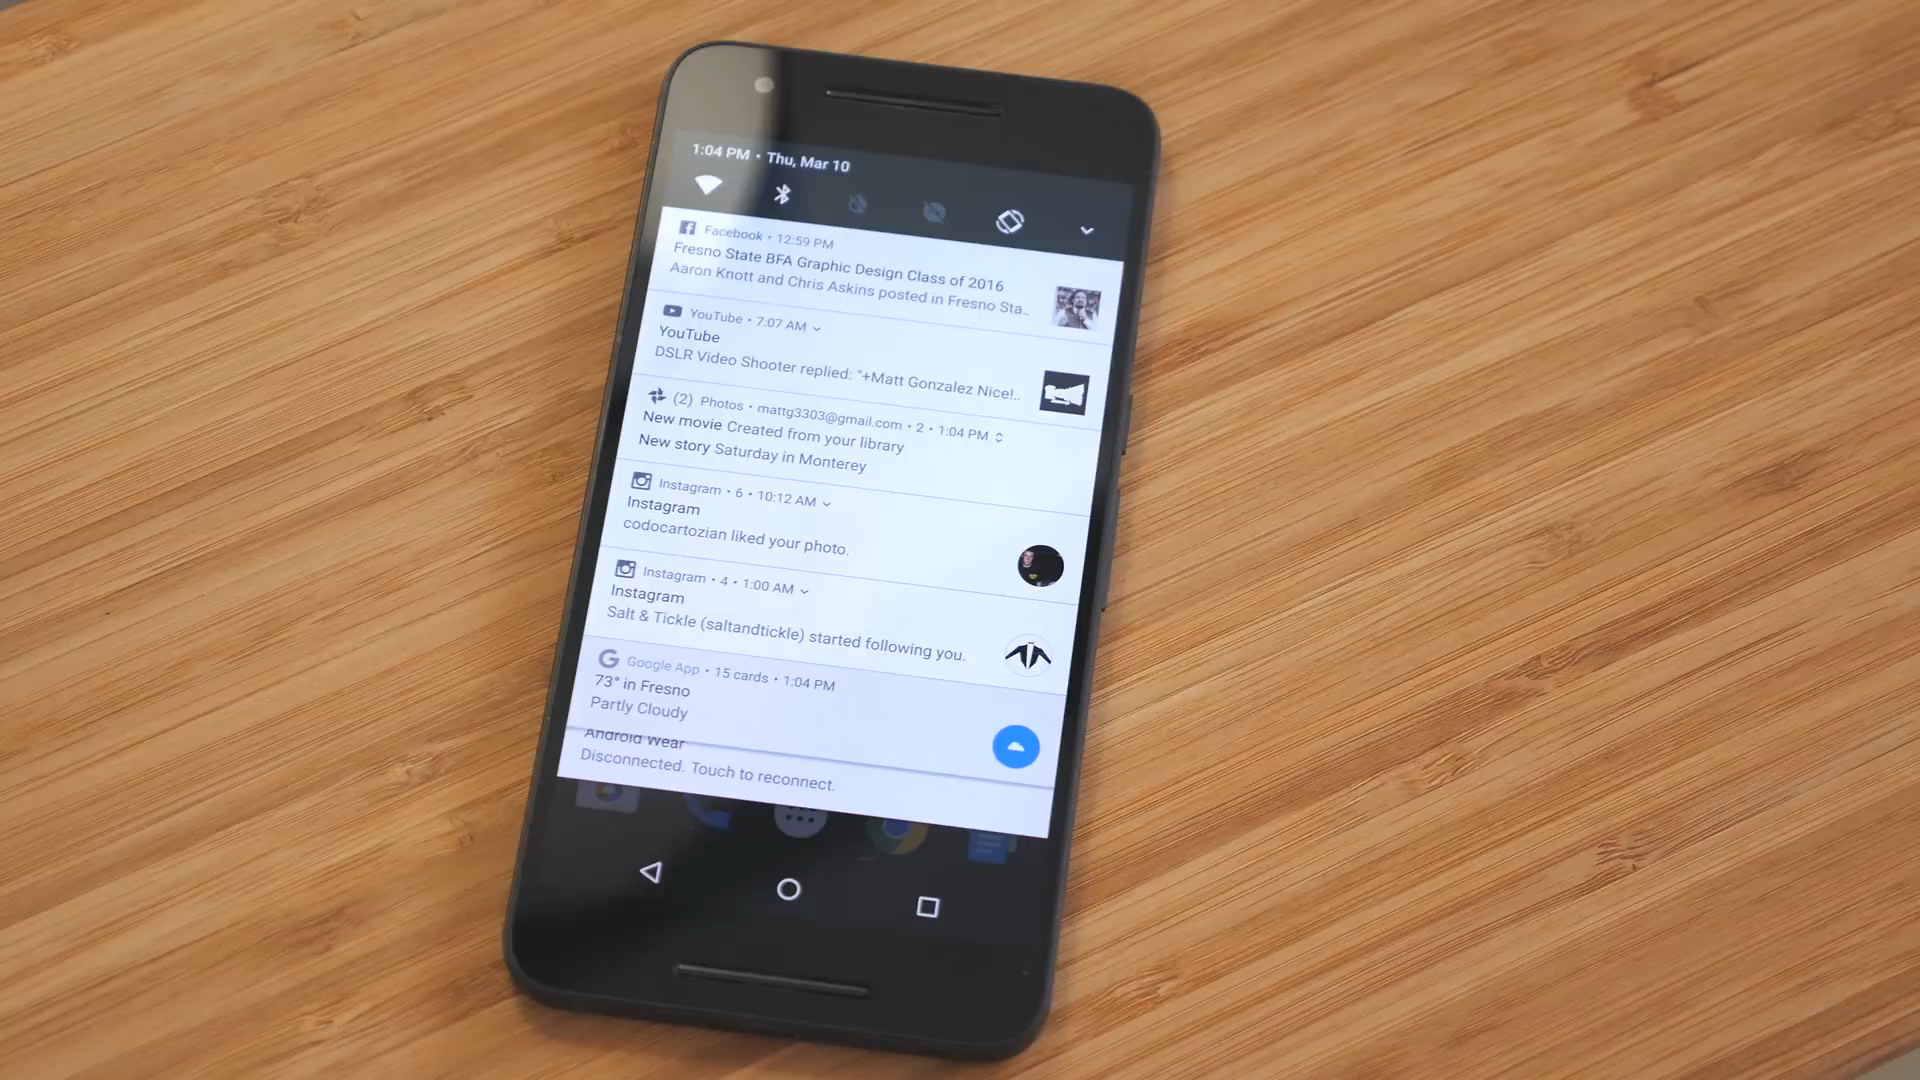 1:04 PM • Thu, Mar 10
Facebook • 12:59 PM
Fresno State BFA Graphic Design Class of 2016
Aaron Knott and Chris Askins posted in Fresno Sta..
YouTube • 7:07 AM
YouTube
DSLR Video Shooter replied: "+Matt Gonzalez Nice!..
(2) Photos • mattg3303@gmail.com • 2 • 1:04 PM
New movie Created from your library
New story Saturday in Monterey
Instagram • 6 • 10:12 AM
Instagram
codocartozian liked your photo.
Instagram • 4 • 1:00 AM
Instagram
Salt & Tickle (saltandtickle) started following you.
Google App • 15 cards • 1:04 PM
73° in Fresno
Partly Cloudy
Android Wear
Disconnected. Touch to reconnect.